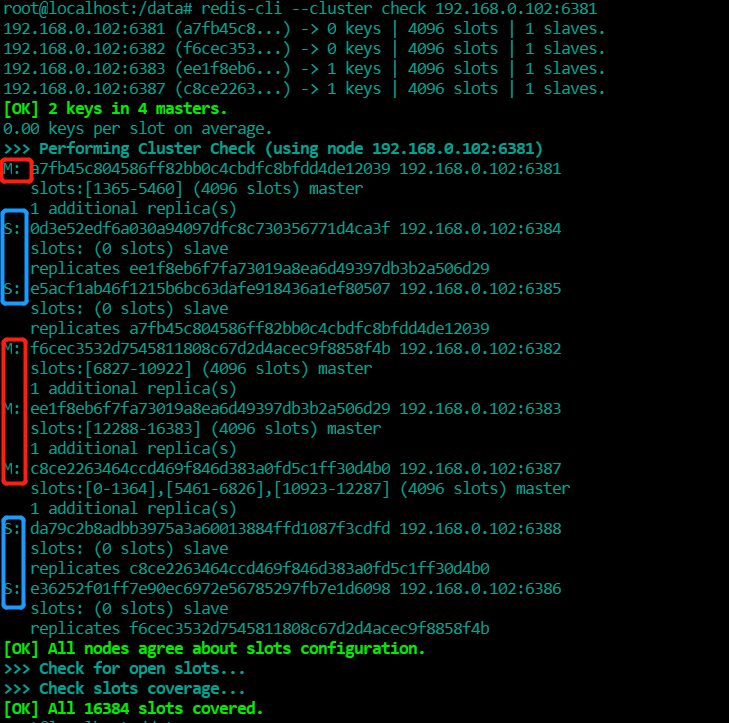 root@localhost:/data# redis-cli --cluster check 192.168.0.102:6381
192.168.0.102:6381 (a7fb45c8...) -> 0 keys | 4096 slots | 1 slaves.
192.168.0.102:6382 (f6cec353...) -> 0 keys | 4096 slots | 1 slaves.
192.168.0.102:6383 (ee1f8eb6...) -> 1 keys | 4096 slots | 1 slaves.
192.168.0.102:6387 (c8ce2263...) -> 1 keys | 4096 slots | 1 slaves.
[OK] 2 keys in 4 masters.
0.00 keys per slot on average.
>>> Performing Cluster Check (using node 192.168.0.102:6381)
M: a7fb45c804586ff82bb0c4cbdfc8bfdd4de12039 192.168.0.102:6381
slots:[1365-5460] (4096 slots) master
1 additional replica(s)
S: 0d3e52edf6a030a94097dfc8c730356771d4ca3f 192.168.0.102:6384
slots: (0 slots) slave
replicates ee1f8eb6f7fa73019a8ea6d49397db3b2a506d29
S: e5acf1ab46f1215b6bc63dafe918436a1ef80507 192.168.0.102:6385
slots: (0 slots) slave
replicates a7fb45c804586ff82bb0c4cbdfc8bfdd4de12039
M: f6cec3532d7545811808c67d2d4acec9f8858f4b 192.168.0.102:6382
slots:[6827-10922] (4096 slots) master
1 additional replica(s)
M: ee1f8eb6f7fa73019a8ea6d49397db3b2a506d29 192.168.0.102:6383
slots:[12288-16383] (4096 slots) master
1 additional replica(s)
M: c8ce2263464ccd469f846d383a0fd5c1ff30d4b0 192.168.0.102:6387
slots:[0-1364],[5461-6826],[10923-12287] (4096 slots) master
1 additional replica(s)
S: da79c2b8adbb3975a3a60013884ffd1087f3cdfd 192.168.0.102:6388
slots: (0 slots) slave
replicates c8ce2263464ccd469f846d383a0fd5c1ff30d4b0
S: e36252f01ff7e90ec6972e56785297fb7e1d6098 192.168.0.102:6386
slots: (0 slots) slave
replicates f6cec3532d7545811808c67d2d4acec9f8858f4b
[OK] All nodes agree about slots configuration.
>>> Check for open slots...
>>> Check slots coverage...
[OK] All 16384 slots covered.